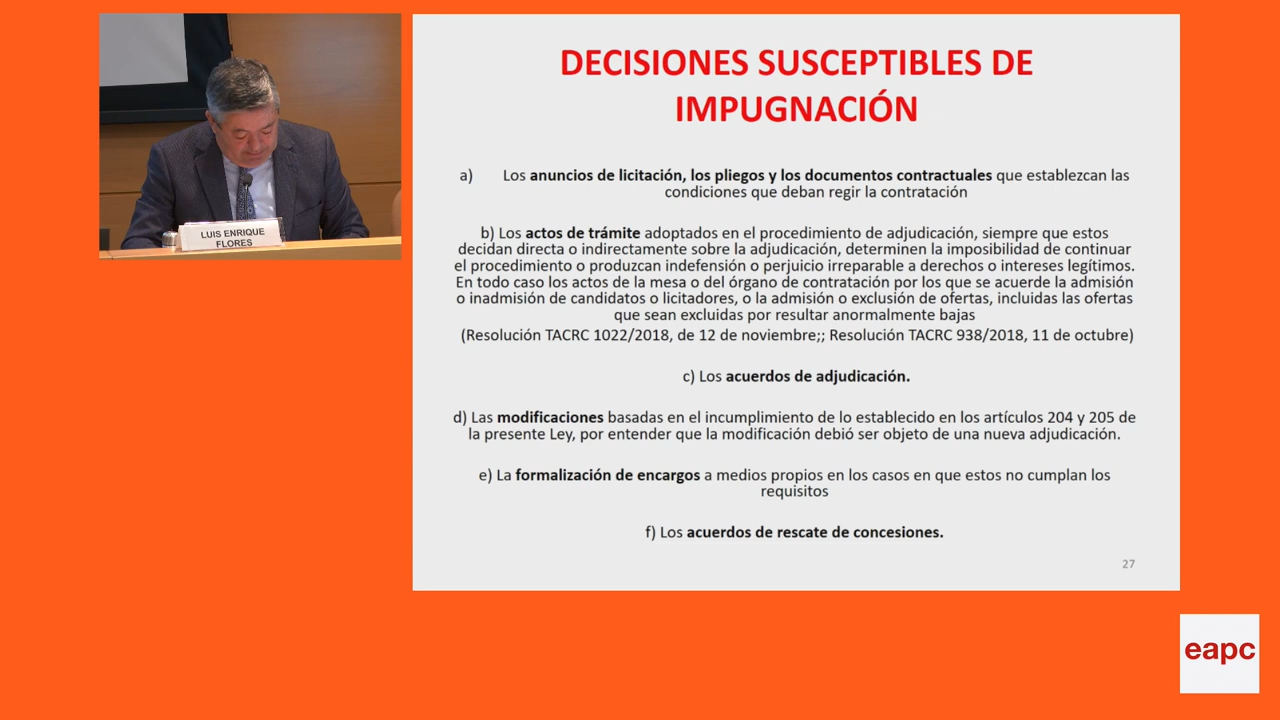 LUIS ENRIQUE
FLORES
DECISIONES SUSCEPTIBLES DE
IMPUGNACIÓN
a) Los anuncios de licitación, los pliegos y los documentos contractuales que establezcan las
condiciones que deban regir la contratación
b) Los actos de trámite adoptados en el procedimiento de adjudicación, siempre que estos
decidan directa o indirectamente sobre la adjudicación, determinen la imposibilidad de continuar
el procedimiento o produzcan indefensión o perjuicio irreparable a derechos o intereses legítimos.
En todo caso los actos de la mesa o del órgano de contratación por los que se acuerde la admisión
o inadmisión de candidatos o licitadores, o la admisión o exclusión de ofertas, incluidas las ofertas
que sean excluidas por resultar anormalmente bajas
(Resolución TACRC 1022/2018, de 12 de noviembre;; Resolución TACRC 938/2018, 11 de octubre)
c) Los acuerdos de adjudicación.
d) Las modificaciones basadas en el incumplimiento de lo establecido en los artículos 204 y 205 de
la presente Ley, por entender que la modificación debió ser objeto de una nueva adjudicación.
e) La formalización de encargos a medios propios en los casos en que estos no cumplan los
requisitos
f) Los acuerdos de rescate de concesiones.
27
eapc